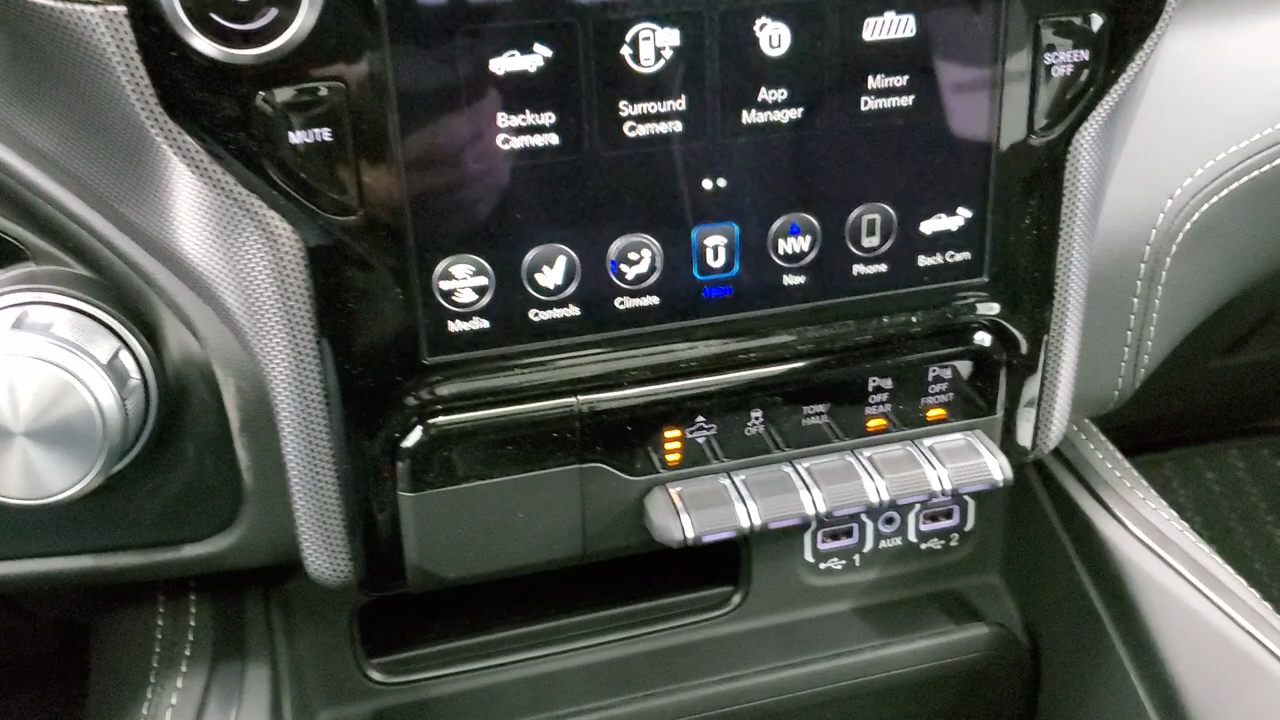 Backup
Camera
Surround
Camera
App
Manager
Mirror
Dimmer
SCREEN
OFF
MUTE
Media
Controls
Climate
U
Apps
NW
Nav
Phone
Back Cam
OFF
TOW/
HAUL
P
OFF
REAR
P
OFF
FRONT
1
AUX
2